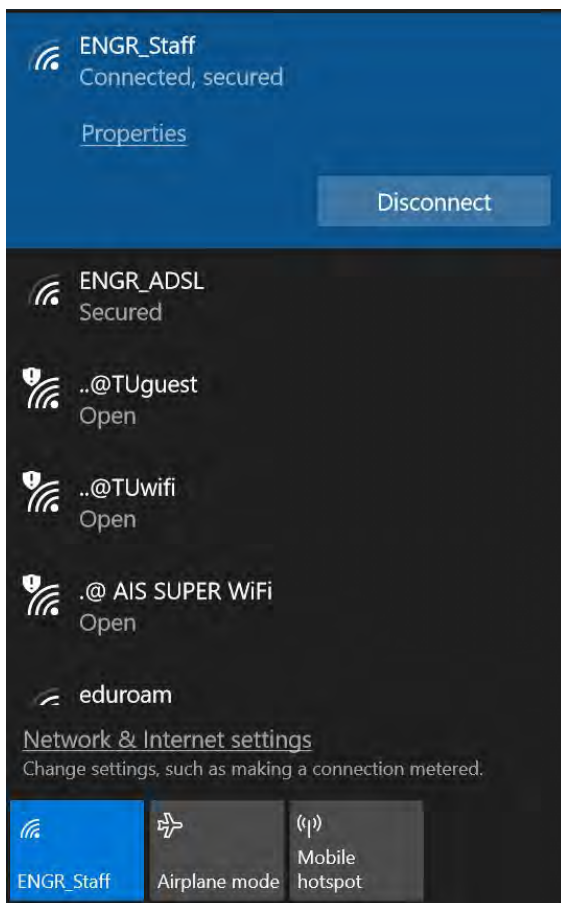 ENGR_Staff
Connected, secured
Properties
Disconnect
ENGR_ADSL
Secured
..@TUguest
Open
..@TUwifi
Open
.@ AIS SUPER WiFi
Open
eduroam
Network & Internet settings
Change settings, such as making a connection metered.
ENGR_Staff
Airplane mode
Mobile
hotspot